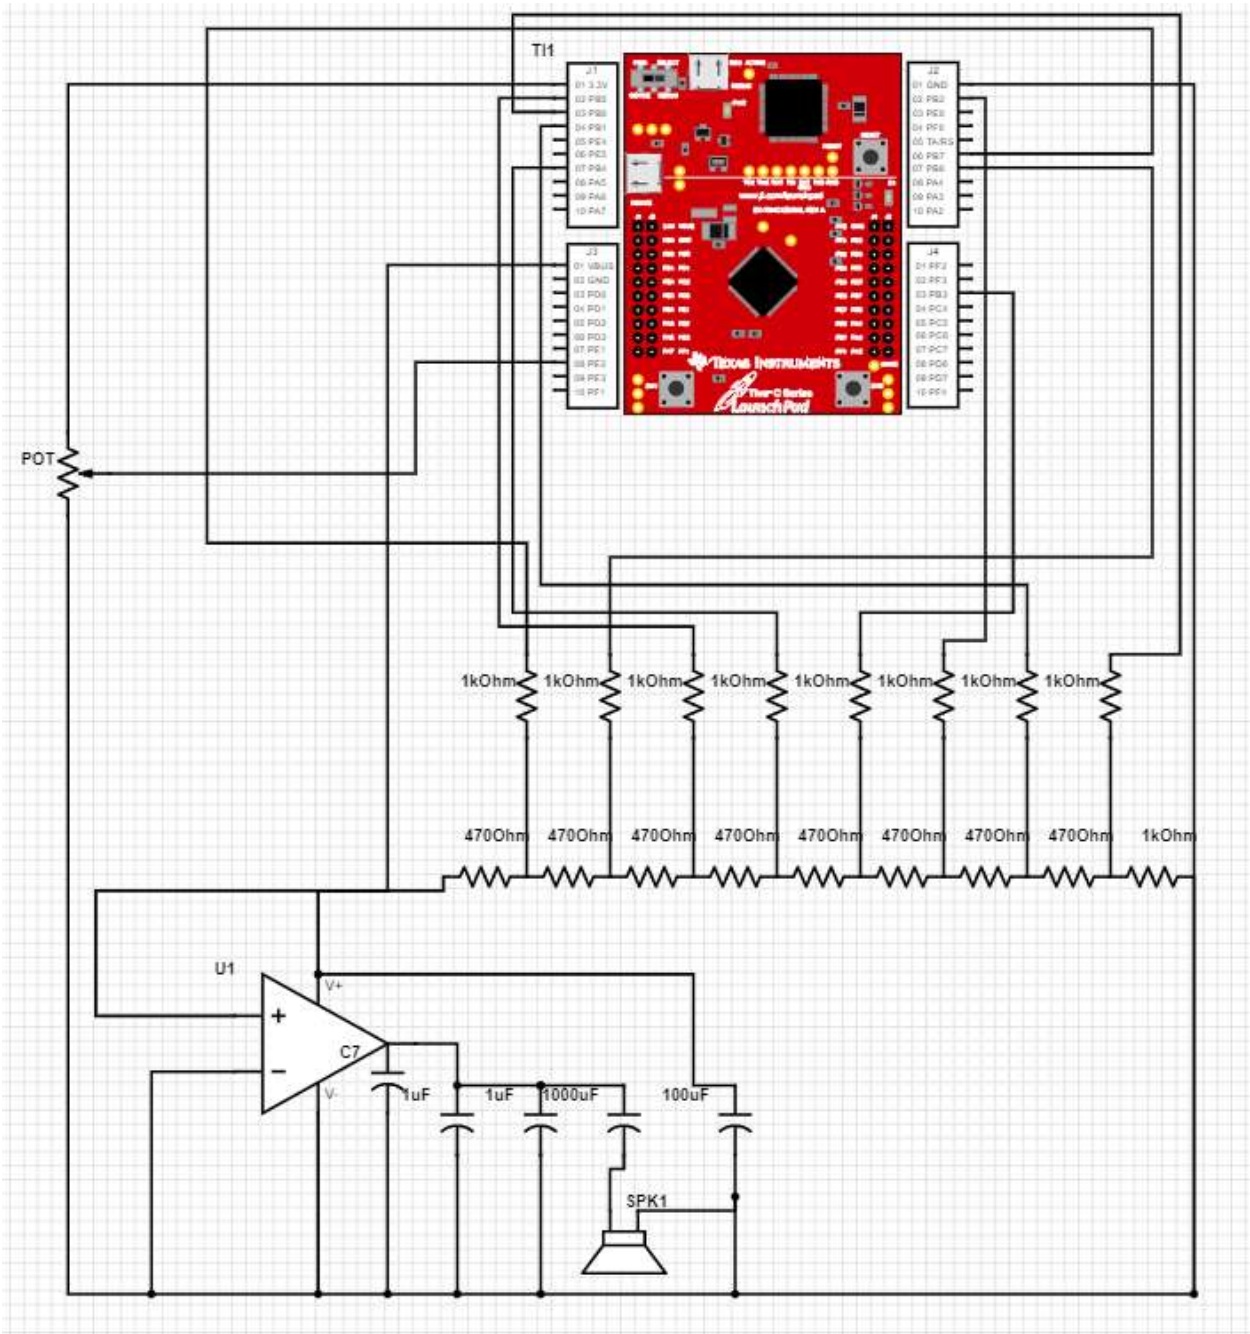 TI1
J1
01 3.3V
02 PB5
03 PB0
04 PB1
05 PE4
06 PE5
07 PB4
08 PA5
09 PA6
10 PA7
J2
01 GND
02 PB2
03 PE0
04 PF0
06 PB7
07 PB6
08 PA4
09 PA3
10 PA2
J3
01 VBUS
02 GND
03 PD0
04 PD1
05 PD2
06 PD3
07 PE1
08 PE2
09 PE3
10 PF1
J4
01 PF2
02 PF3
03 PB3
04 PC4
05 PC5
06 PC6
07 PC7
08 PD6
09 PD7
10 PF4
TEXAS INSTRUMENTS
Tiva C Series
LaunchPad
POT
1kOhm 1kOhm 1kOhm 1kOhm 1kOhm 1kOhm 1kOhm 1kOhm
470Ohm 470Ohm 470Ohm 470Ohm 470Ohm 470Ohm 470Ohm 470Ohm 1kOhm
U1
V+
+
C7
−
V-
1uF 1uF 1000uF 100uF
SPK1